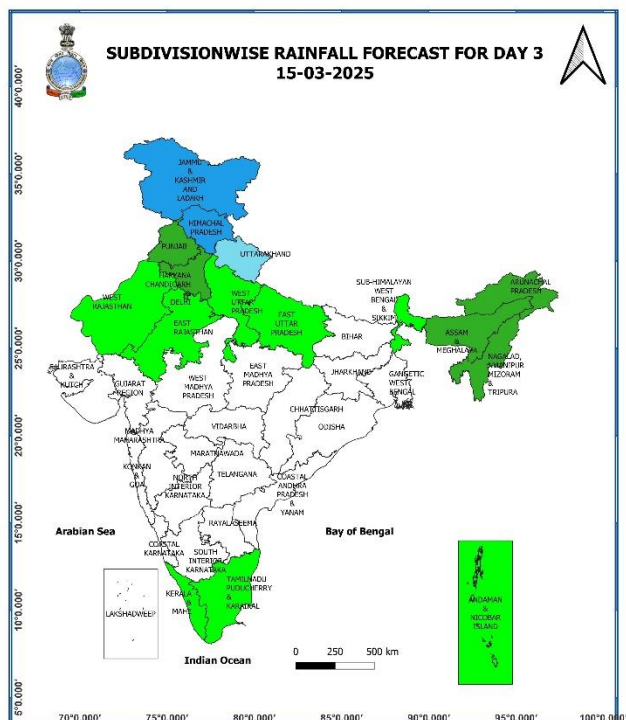 SUBDIVISIONWISE RAINFALL FORECAST FOR DAY 3
15-03-2025
40°0.000'
35°0.000'
30°0.000'
25°0.000'
20°0.000'
15°0.000'
10°0.000'
5°0.000'
JAMMU
&
KASHMIR
AND
LADAKH
HIMACHAL
PRADESH
PUNJAB
UTTARAKHAND
HARYANA
CHANDIGARH
DELHI
WEST
RAJASTHAN
WEST
UTTAR
PRADESH
EAST
RAJASTHAN
EAST
UTTAR
PRADESH
SUB-HIMALAYAN
WEST
BENGAL
&
SIKKIM
ARUNACHAL
PRADESH
ASSAM
&
MEGHALAYA
NAGALAD,
MANIPUR
MIZORAM
&
TRIPURA
BIHAR
SAURASHTRA
&
KUTCH
GUJARAT
REGION
WEST
MADHYA
PRADESH
EAST
MADHYA
PRADESH
JHARKHAND
GANGETIC
WEST
BENGAL
CHHATTISGARH
ODISHA
VIDARBHA
MADHYA
MAHARASHTRA
MARATHAWADA
KONKAN
&
GOA
NORTH
INTERIOR
KARNATAKA
TELANGANA
COASTAL
ANDHRA
PRADESH
&
YANAM
RAYALASEEMA
Arabian Sea
Bay of Bengal
COASTAL
KARNATAKA
SOUTH
INTERIOR
KARNATAKA
TAMILNADU
PUDUCHERRY
&
KARAIKAL
KERALA
&
MAHE
LAKSHADWEEP
ANDAMAN
&
NICOBAR
ISLAND
Indian Ocean
0 250 500 km
70°0.000' 75°0.000' 80°0.000' 85°0.000' 90°0.000' 95°0.000' 100°0.000'